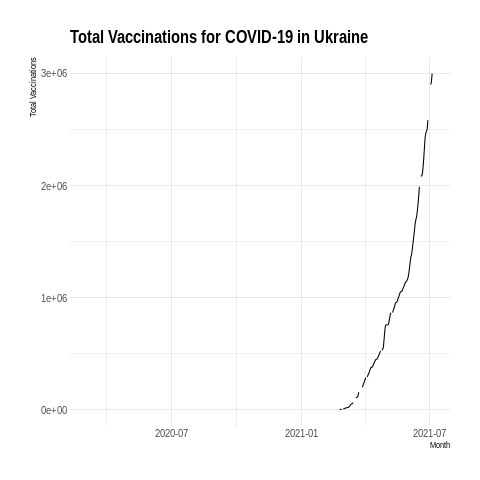 Total Vaccinations for COVID-19 in Ukraine
Total Vaccinations
3e+06
2e+06
1e+06
0e+00
2020-07
2021-01
2021-07
Month